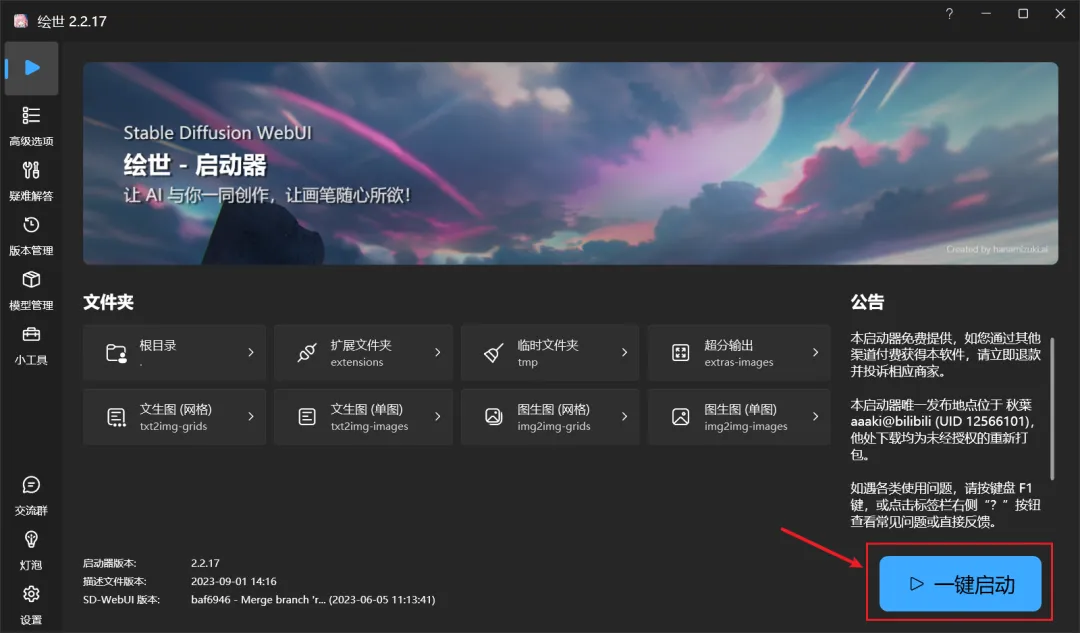 绘世 2.2.17
?
高级选项
疑难解答
版本管理
模型管理
小工具
交流群
灯泡
设置
Stable Diffusion WebUI
绘世 - 启动器
让 AI 与你一同创作，让画笔随心所欲！
Created by hanamizuki.ai
文件夹
根目录
.
扩展文件夹
extensions
临时文件夹
tmp
超分输出
extras-images
文生图 (网格)
txt2img-grids
文生图 (单图)
txt2img-images
图生图 (网格)
img2img-grids
图生图 (单图)
img2img-images
公告
本启动器免费提供，如您通过其他
渠道付费获得本软件，请立即退款
并投诉相应商家。
本启动器唯一发布地点位于 秋葉
aaaki@bilibili (UID 12566101)，
他处下载均为未经授权的重新打
包。
如遇各类使用问题，请按键盘 F1
键，或点击标签栏右侧“？”按钮
查看常见问题或直接反馈。
启动器版本: 2.2.17
描述文件版本: 2023-09-01 14:16
SD-WebUI 版本: baf6946 - Merge branch 'r... (2023-06-05 11:13:41)
一键启动